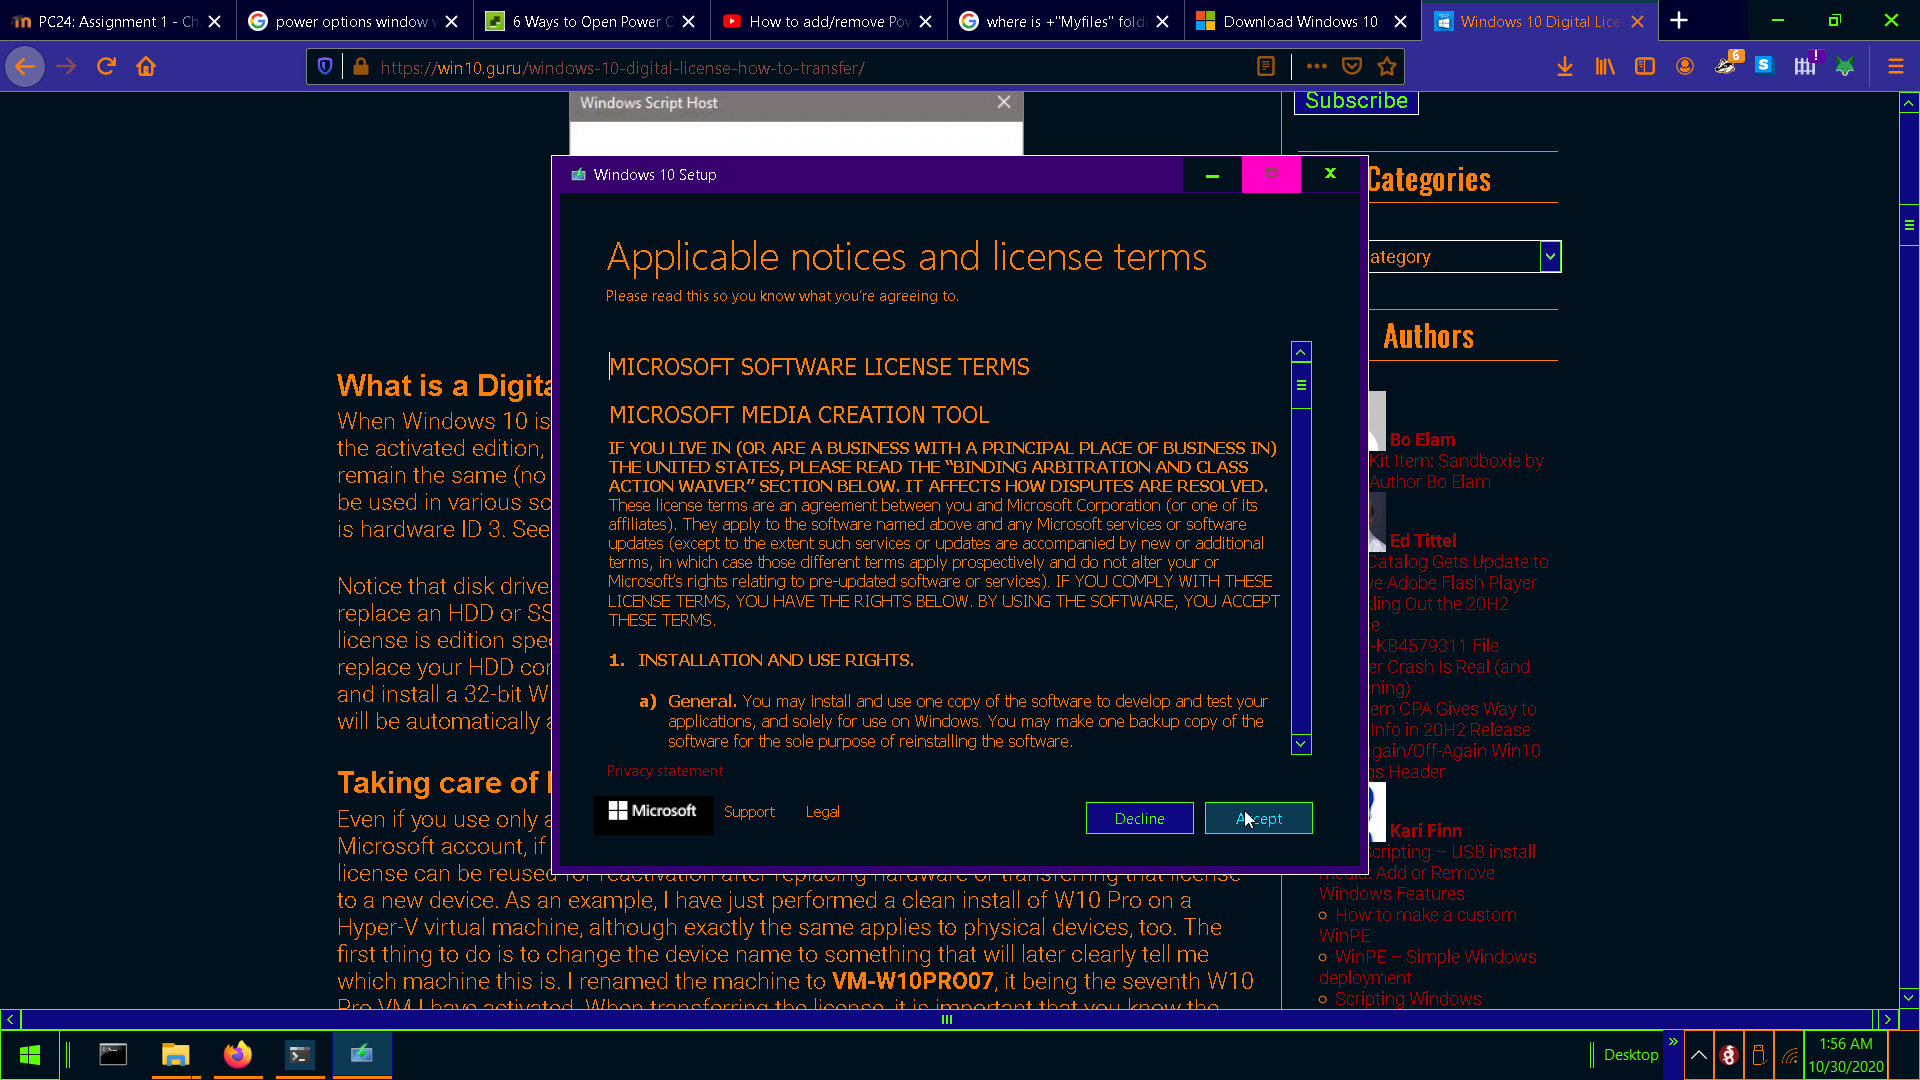 PC24: Assignment 1 - Ch
power options window
6 Ways to Open Power C
How to add/remove Pow
where is +"Myfiles" fold
Download Windows 10
Windows 10 Digital Lice
https://win10.guru/windows-10-digital-license-how-to-transfer/
6
S
Windows Script Host
Subscribe
Windows 10 Setup
Categories
ategory
Authors
Bo Elam
Kit Item: Sandboxie by
Author Bo Elam
Ed Tittel
Catalog Gets Update to
ve Adobe Flash Player
kling Out the 20H2
e
-KB4579311 File
er Crash Is Real (and
ning)
em CPA Gives Way to
Info in 20H2 Release
gain/Off-Again Win10
gs Header
Kari Finn
cripting – USB install
media: Add or Remove
Windows Features
How to make a custom
WinPE
WinPE – Simple Windows
deployment
Scripting Windows
Applicable notices and license terms
Please read this so you know what you're agreeing to.
MICROSOFT SOFTWARE LICENSE TERMS
MICROSOFT MEDIA CREATION TOOL
IF YOU LIVE IN (OR ARE A BUSINESS WITH A PRINCIPAL PLACE OF BUSINESS IN)
THE UNITED STATES, PLEASE READ THE “BINDING ARBITRATION AND CLASS
ACTION WAIVER” SECTION BELOW. IT AFFECTS HOW DISPUTES ARE RESOLVED.
These license terms are an agreement between you and Microsoft Corporation (or one of its
affiliates). They apply to the software named above and any Microsoft services or software
updates (except to the extent such services or updates are accompanied by new or additional
terms, in which case those different terms apply prospectively and do not alter your or
Microsoft's rights relating to pre-updated software or services). IF YOU COMPLY WITH THESE
LICENSE TERMS, YOU HAVE THE RIGHTS BELOW. BY USING THE SOFTWARE, YOU ACCEPT
THESE TERMS.
1. INSTALLATION AND USE RIGHTS.
a) General. You may install and use one copy of the software to develop and test your
applications, and solely for use on Windows. You may make one backup copy of the
software for the sole purpose of reinstalling the software.
Privacy statement
Microsoft
Support
Legal
Decline
Accept
What is a Digita
When Windows 10 is
the activated edition,
remain the same (no
be used in various sc
is hardware ID 3. See
Notice that disk drive
replace an HDD or SS
license is edition spe
replace your HDD cor
and install a 32-bit W
will be automatically a
Taking care of
Even if you use only a
Microsoft account, if
license can be reused for reactivation after replacing hardware or transferring that license
to a new device. As an example, I have just performed a clean install of W10 Pro on a
Hyper-V virtual machine, although exactly the same applies to physical devices, too. The
first thing to do is to change the device name to something that will later clearly tell me
which machine this is. I renamed the machine to VM-W10PRO07, it being the seventh W10
Pro VM I have activated. When transferring the license, it is important that you know the
Desktop
1:56 AM
10/30/2020